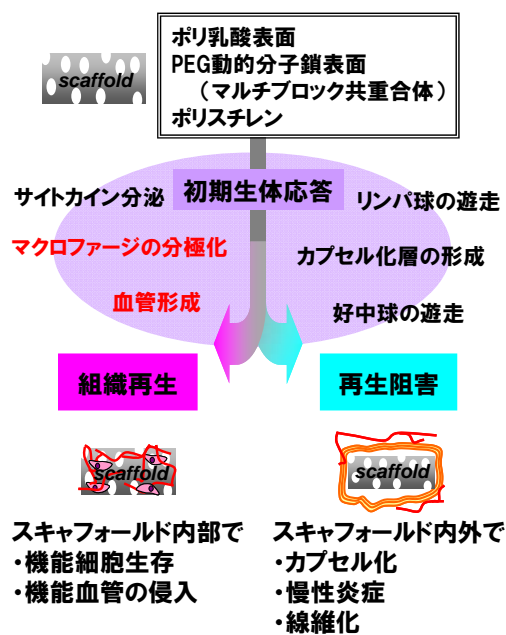 ポリ乳酸表面
PEG動的分子鎖表面
（マルチブロック共重合体）
ポリスチレン
scaffold
初期生体応答
サイトカイン分泌
マクロファージの分極化
血管形成
リンパ球の遊走
カプセル化層の形成
好中球の遊走
組織再生
再生阻害
scaffold
scaffold
スキャフォールド内部で
・機能細胞生存
・機能血管の侵入
スキャフォールド内外で
・カプセル化
・慢性炎症
・線維化